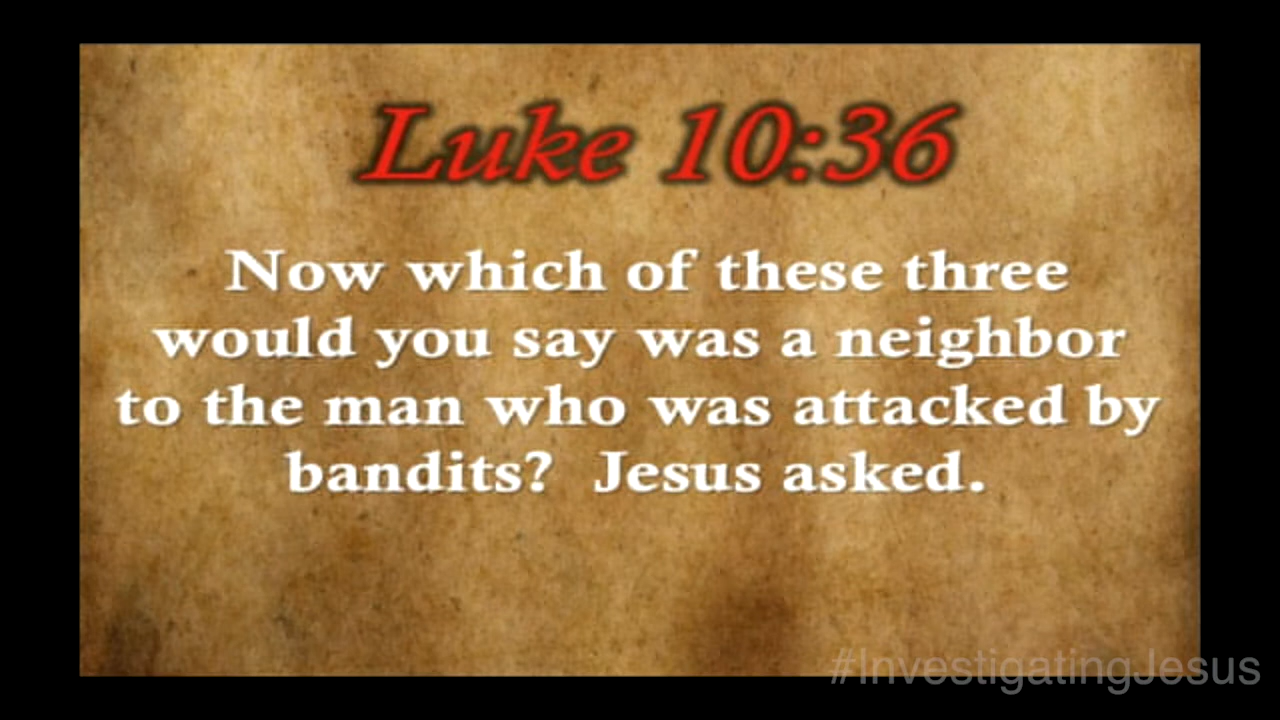 Luke 10:36
Now which of these three
would you say was a neighbor
to the man who was attacked by
bandits?  Jesus asked.
#InvestigatingJesus